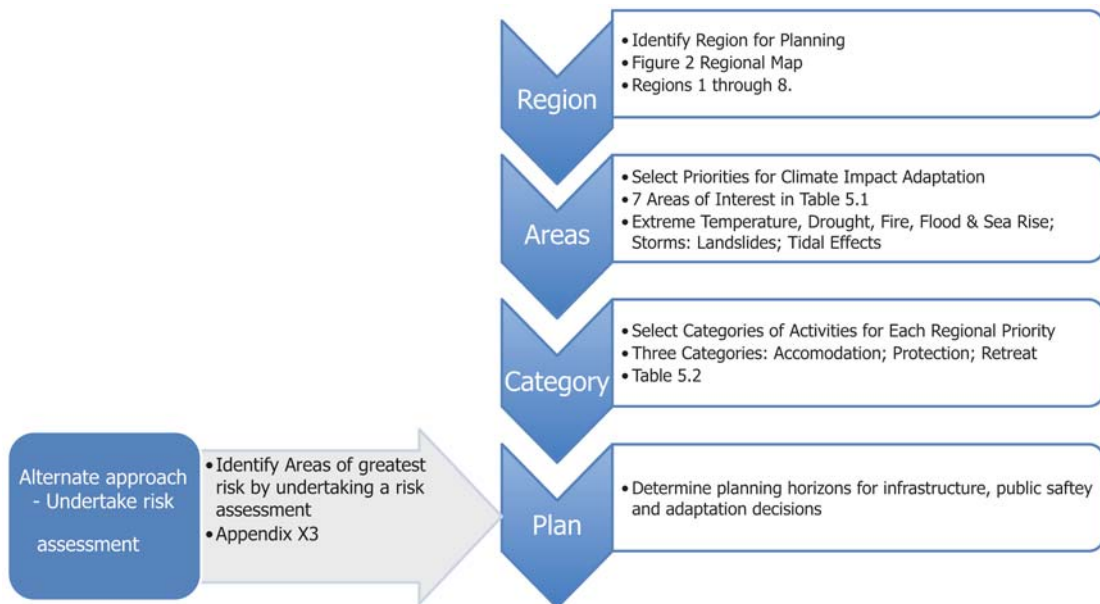 Region
• Identify Region for Planning
• Figure 2 Regional Map
• Regions 1 through 8.
Areas
• Select Priorities for Climate Impact Adaptation
• 7 Areas of Interest in Table 5.1
• Extreme Temperature, Drought, Fire, Flood & Sea Rise;
Storms: Landslides; Tidal Effects
Category
• Select Categories of Activities for Each Regional Priority
• Three Categories: Accomodation; Protection; Retreat
• Table 5.2
Alternate approach
- Undertake risk
assessment
• Identify Areas of greatest
risk by undertaking a risk
assessment
• Appendix X3
Plan
• Determine planning horizons for infrastructure, public saftey
and adaptation decisions